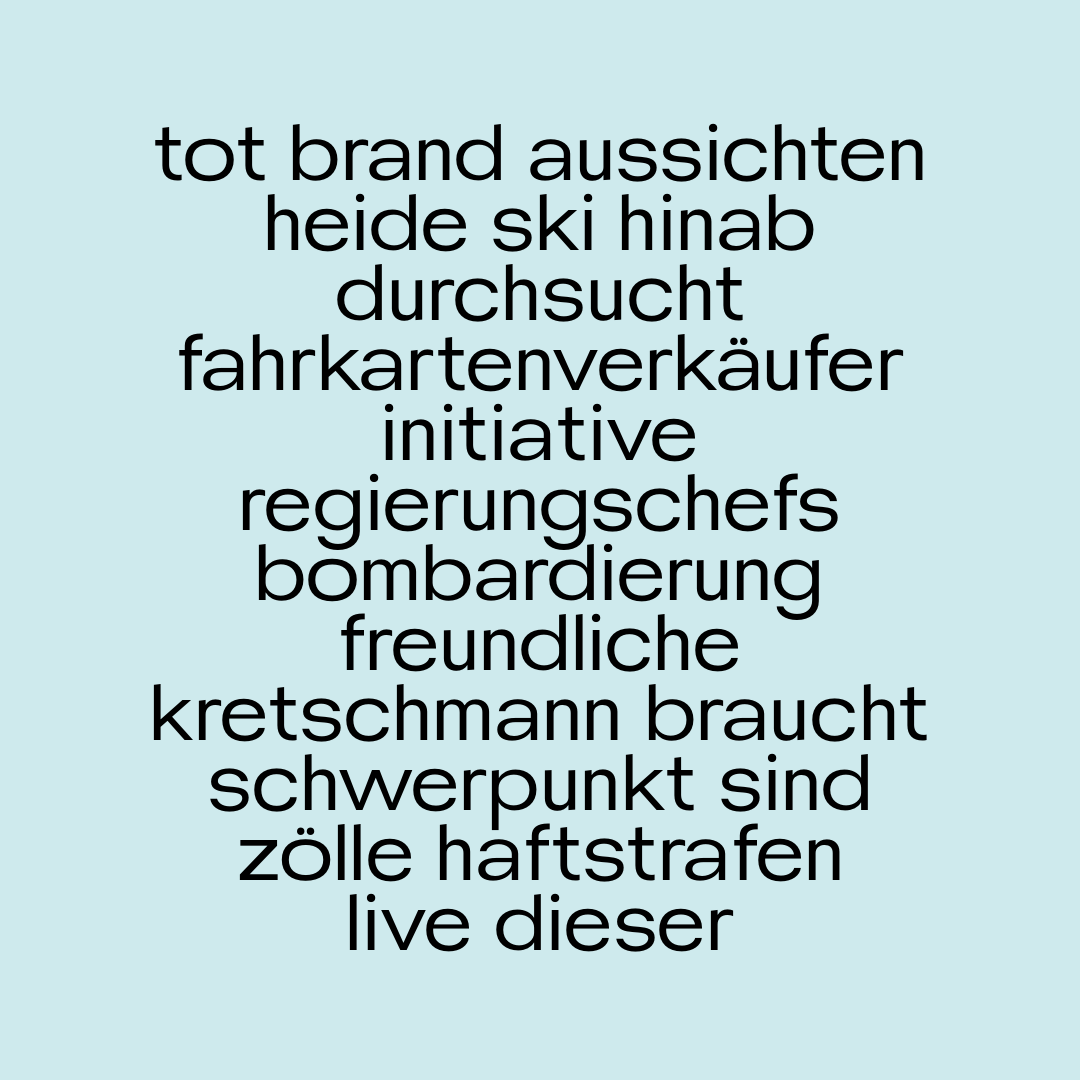 tot brand aussichten
heide ski hinab
durchsucht
fahrkartenverkäufer
initiative
regierungschefs
bombardierung
freundliche
kretschmann braucht
schwerpunkt sind
zölle haftstrafen
live dieser